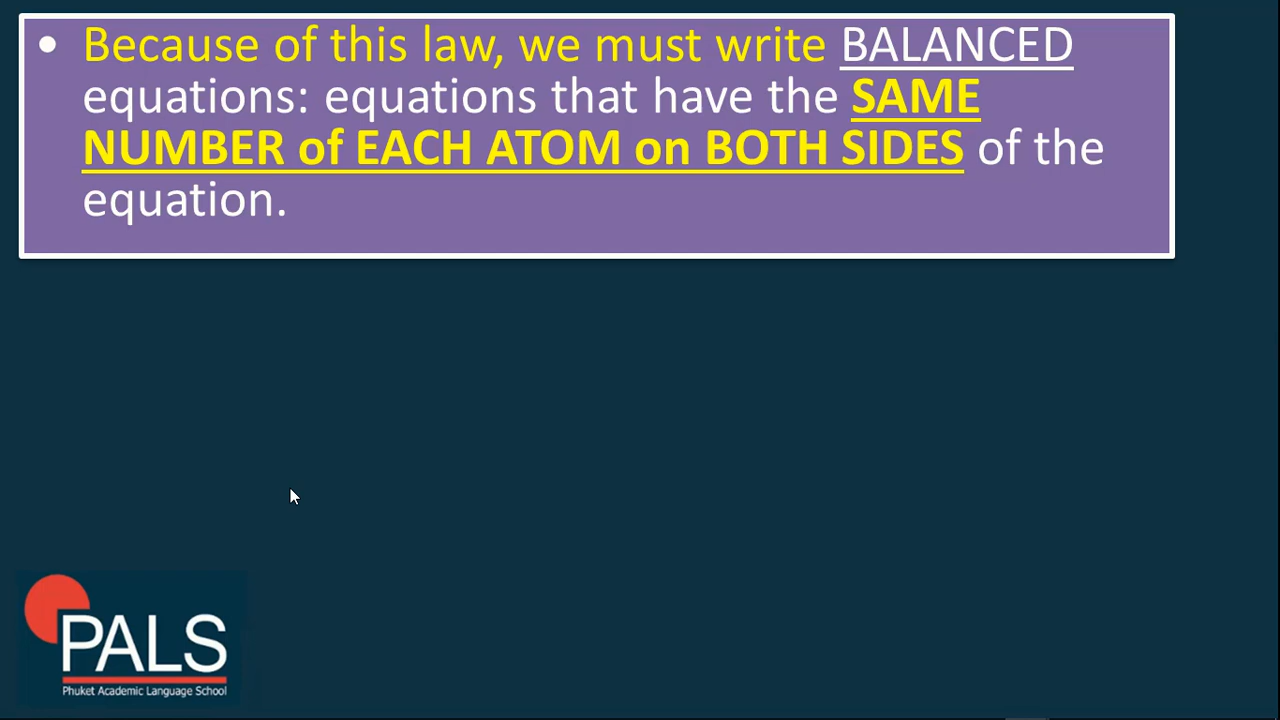 • Because of this law, we must write BALANCED
equations: equations that have the SAME
NUMBER of EACH ATOM on BOTH SIDES of the
equation.
PALS
Phuket Academic Language School